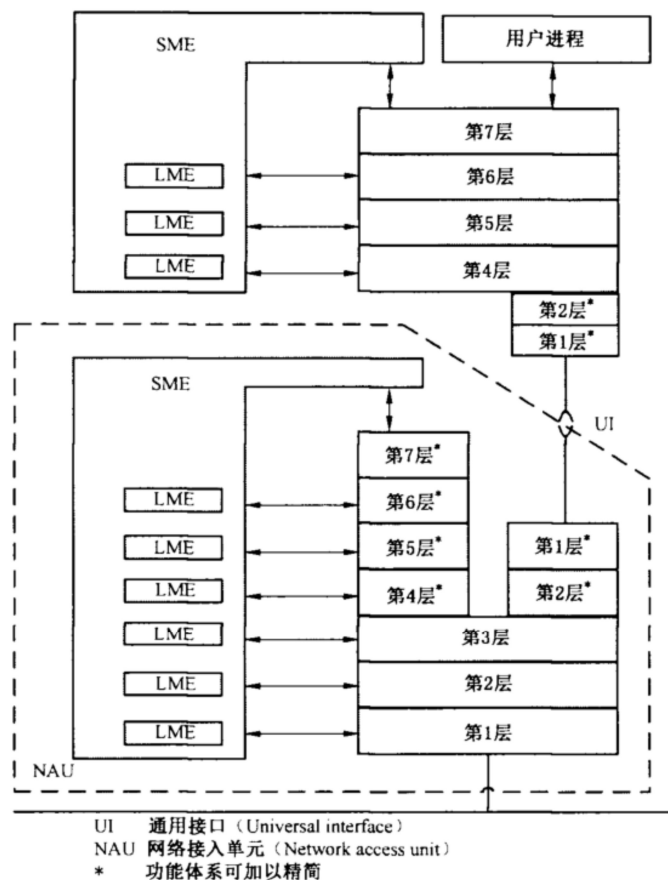 SME
用户进程
第7层
LME
第6层
LME
第5层
LME
第4层
第2层*
第1层*
SME
UI
第7层*
LME
第6层*
LME
第5层*
第1层*
LME
第4层*
第2层*
LME
第3层
LME
第2层
LME
第1层
NAU
UI 通用接口（Universal interface）
NAU 网络接入单元（Network access unit）
* 功能体系可加以精简